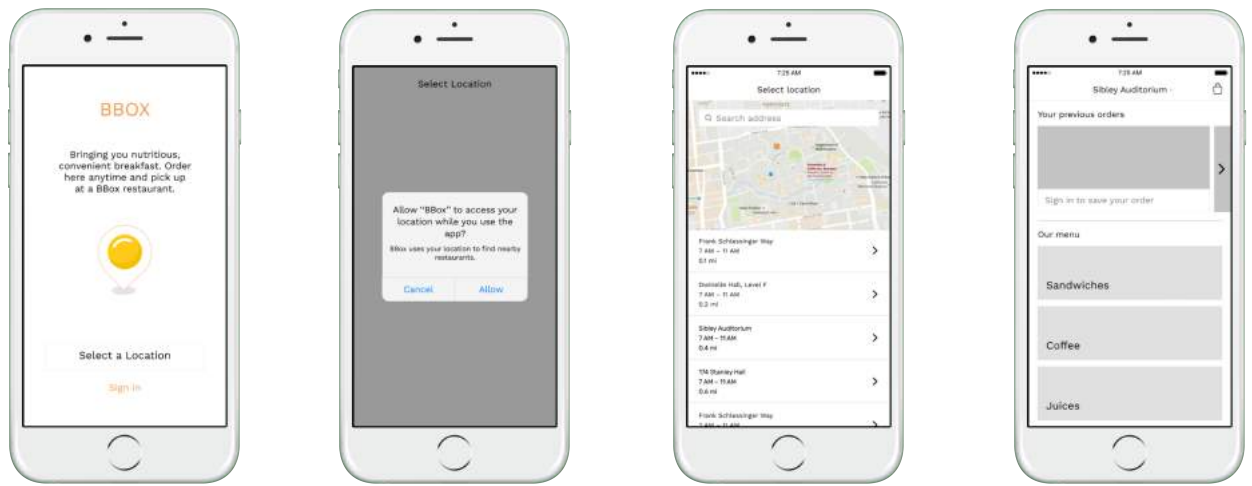 BBOX
Bringing you nutritious,
convenient breakfast. Order
here anytime and pick up
at a BBox restaurant.
Select a Location
Sign in
Select Location
Allow "BBox" to access your
location while you use the
app?
BBox uses your location to find nearby
restaurants.
Cancel
Allow
7:25 AM
Select location
Search address
Frank Schlessinger Way
7 AM – 11 AM
0.1 mi
Hall, Level F
7 AM – 11 AM
0.3 mi
Sibley Auditorium
7 AM – 11 AM
0.4 mi
174 Stanley Hall
7 AM – 11 AM
0.6 mi
Frank Schlessinger Way
7 AM – 11 AM
7:25 AM
Sibley Auditorium
Your previous orders
Sign in to save your order
Our menu
Sandwiches
Coffee
Juices